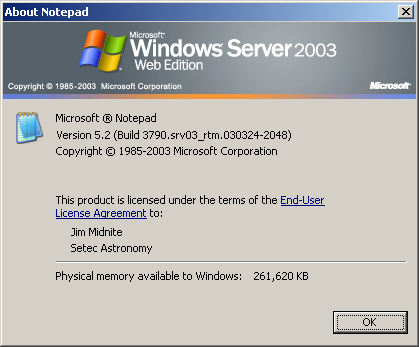 About Notepad
Microsoft®
Windows Server 2003
Web Edition
Copyright © 1985-2003 Microsoft Corporation
Microsoft
Microsoft ® Notepad
Version 5.2 (Build 3790.srv03_rtm.030324-2048)
Copyright © 1985-2003 Microsoft Corporation
This product is licensed under the terms of the End-User
License Agreement to:
Jim Midnite
Setec Astronomy
Physical memory available to Windows: 261,620 KB
OK